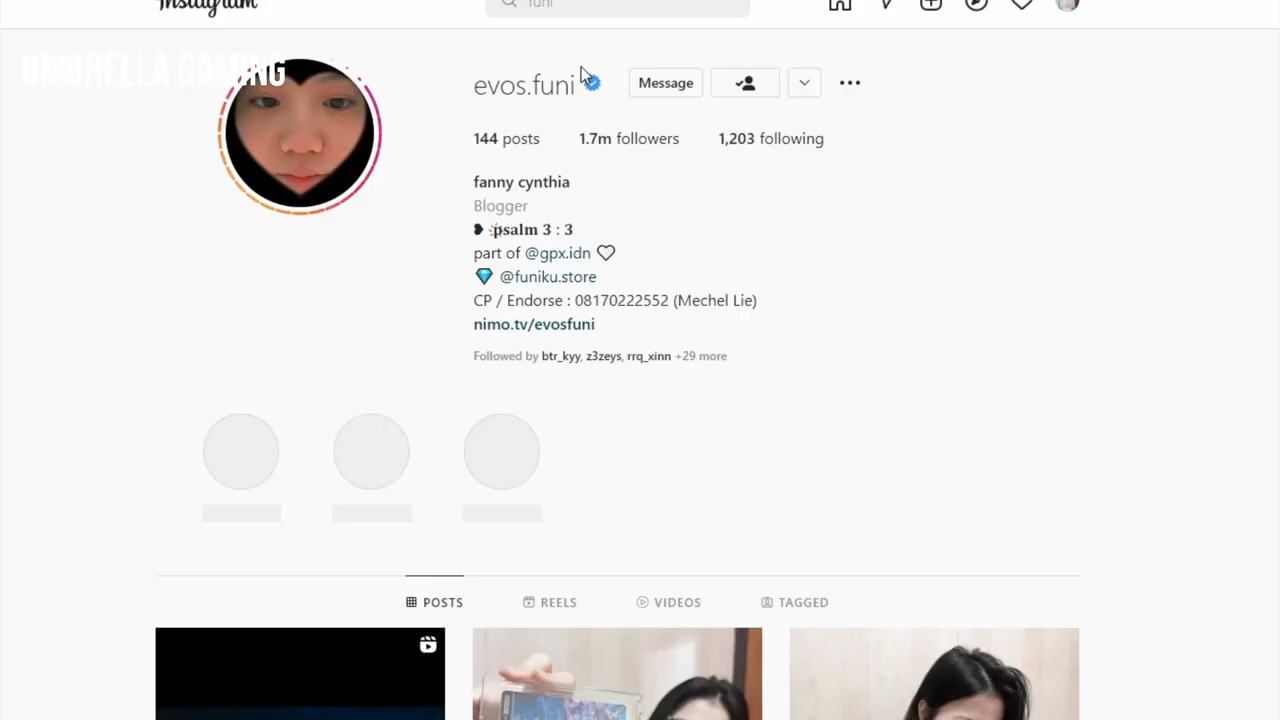 Instagram
funi
UMBRELLA GAMING
evos.funi
Message
144 posts 1.7m followers 1,203 following
fanny cynthia
Blogger
psalm 3 : 3
part of @gpx.idn
@funiku.store
CP / Endorse : 08170222552 (Mechel Lie)
nimo.tv/evosfuni
Followed by btr_kyy, z3zeys, rrq_xinn +29 more
POSTS REELS VIDEOS TAGGED